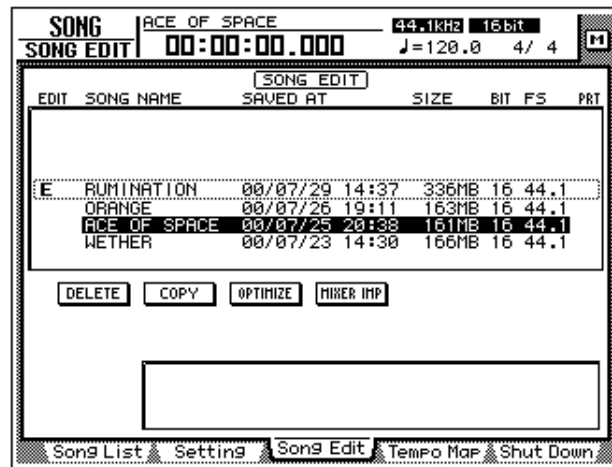 SONG ACE OF SPACE 44.1kHz 16bit
SONG EDIT 00:00:00.000 ♩=120.0 4/ 4 M
SONG EDIT
EDIT SONG NAME SAVED AT SIZE BIT FS PRT
E RUMINATION 00/07/29 14:37 336MB 16 44.1
ORANGE 00/07/26 19:11 163MB 16 44.1
ACE OF SPACE 00/07/25 20:38 161MB 16 44.1
WETHER 00/07/23 14:30 166MB 16 44.1
DELETE COPY OPTIMIZE MIXER IMP
Song List Setting Song Edit Tempo Map Shut Down